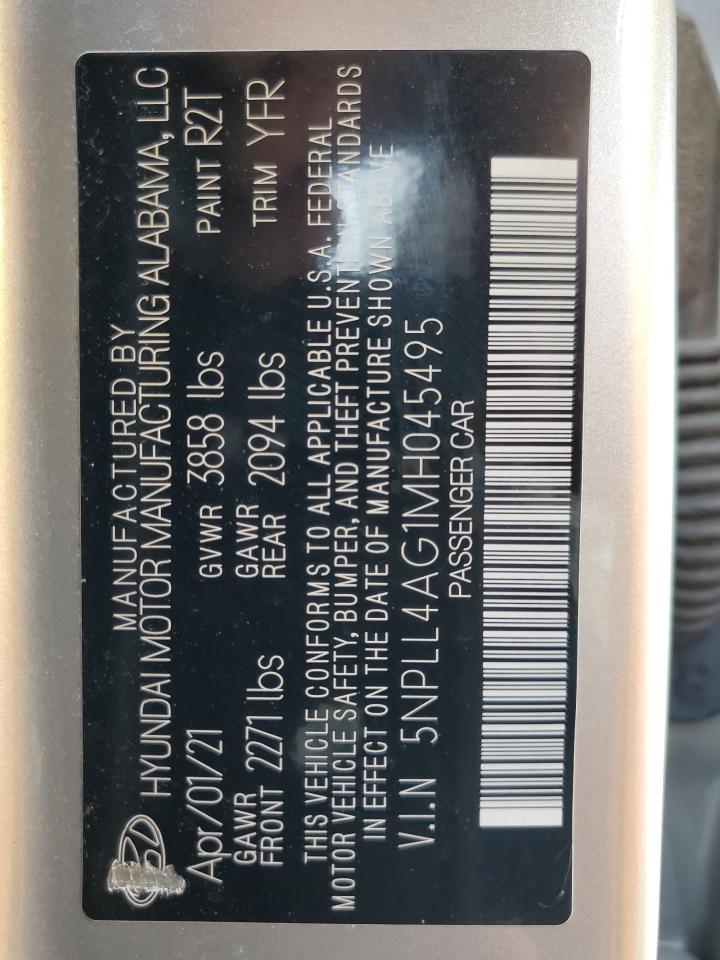 MANUFACTURED BY
HYUNDAI MOTOR MANUFACTURING ALABAMA, LLC
Apr/01/21 GVWR 3858 lbs PAINT R2T
GAWR FRONT 2271 lbs GAWR REAR 2094 lbs TRIM YFR
THIS VEHICLE CONFORMS TO ALL APPLICABLE U.S.A. FEDERAL
MOTOR VEHICLE SAFETY, BUMPER, AND THEFT PREVENTION STANDARDS
IN EFFECT ON THE DATE OF MANUFACTURE SHOWN ABOVE
V.I.N 5NPLL4AG1MH045495
PASSENGER CAR